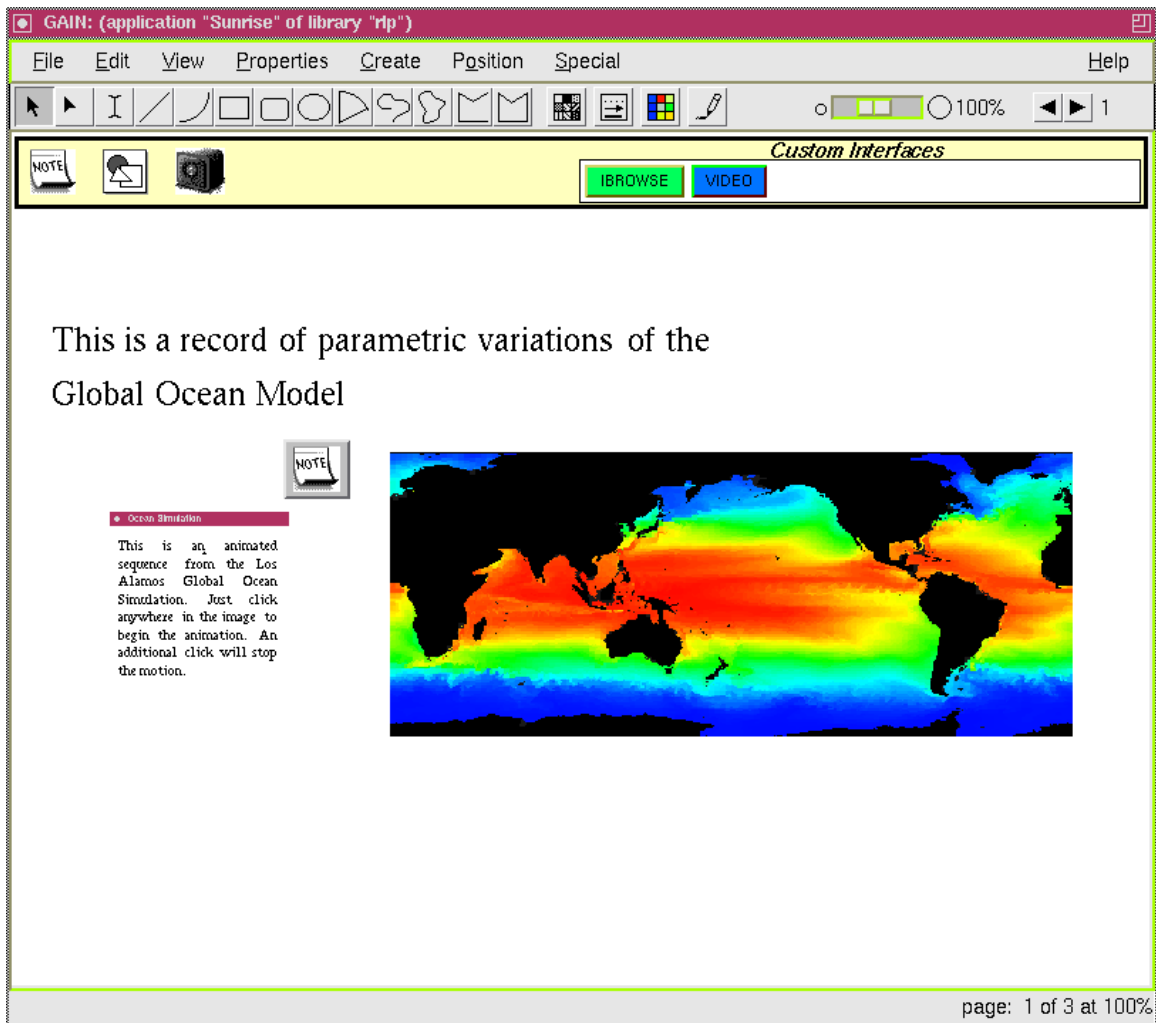 GAIN: (application "Sunrise" of library "rlp")
File Edit View Properties Create Position Special Help
100% 1
Custom Interfaces
NOTE IBROWSE VIDEO
This is a record of parametric variations of the
Global Ocean Model
NOTE
Ocean Simulation
This is an animated
sequence from the Los
Alamos Global Ocean
Simulation. Just click
anywhere in the image to
begin the animation. An
additional click will stop
the motion.
page: 1 of 3 at 100%